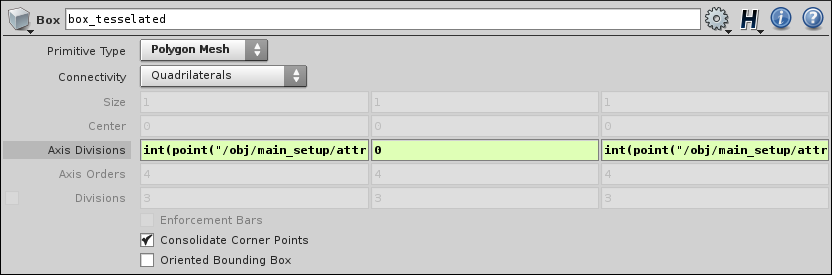 Box box_tesselated
Primitive Type Polygon Mesh
Connectivity Quadrilaterals
Size 1 1 1
Center 0 0 0
Axis Divisions int(point("/obj/main_setup/attr 0 int(point("/obj/main_setup/attr
Axis Orders 4 4 4
Divisions 3 3 3
Enforcement Bars
Consolidate Corner Points
Oriented Bounding Box